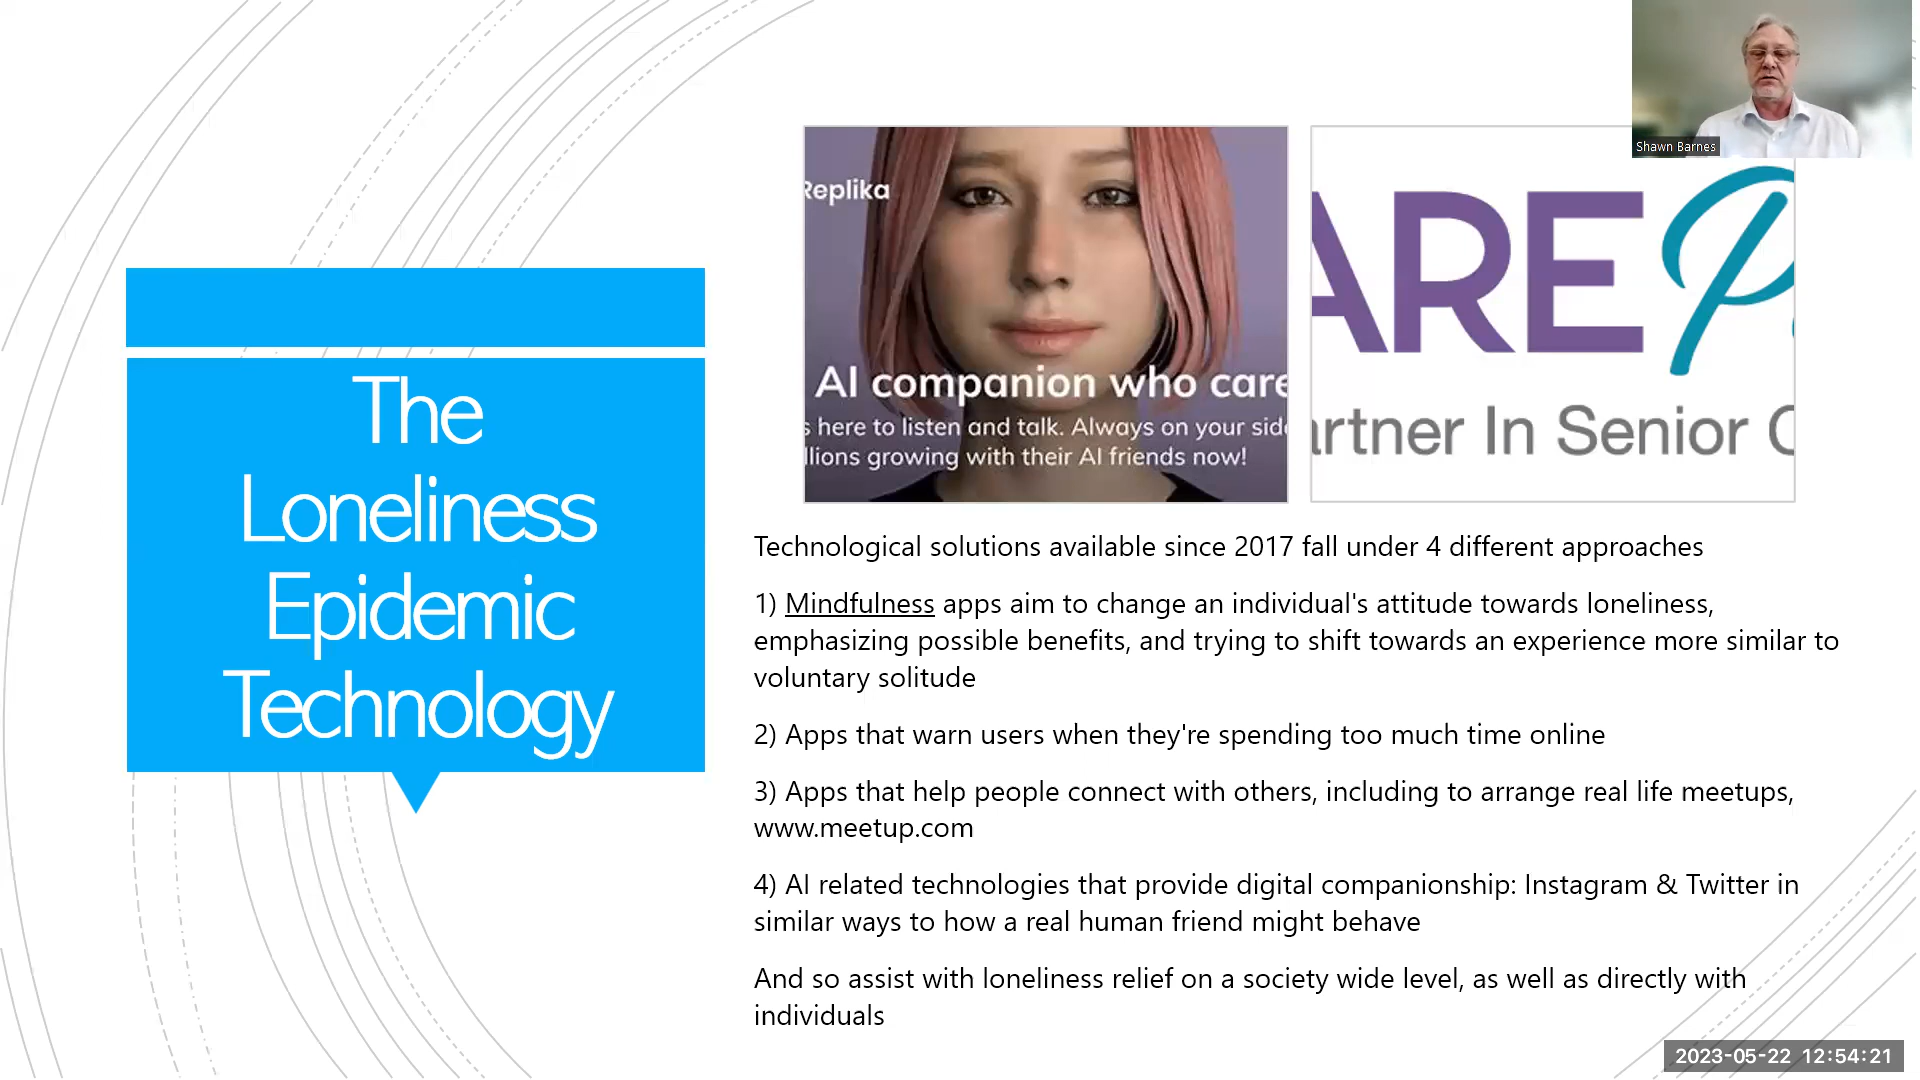 Shawn Barnes
Replika
AI companion who care
s here to listen and talk. Always on your side
llions growing with their AI friends now!
ARE P
artner In Senior C
The
Loneliness
Epidemic
Technology
Technological solutions available since 2017 fall under 4 different approaches
1) Mindfulness apps aim to change an individual's attitude towards loneliness,
emphasizing possible benefits, and trying to shift towards an experience more similar to
voluntary solitude
2) Apps that warn users when they're spending too much time online
3) Apps that help people connect with others, including to arrange real life meetups,
www.meetup.com
4) AI related technologies that provide digital companionship: Instagram & Twitter in
similar ways to how a real human friend might behave
And so assist with loneliness relief on a society wide level, as well as directly with
individuals
2023-05-22 12:54:21